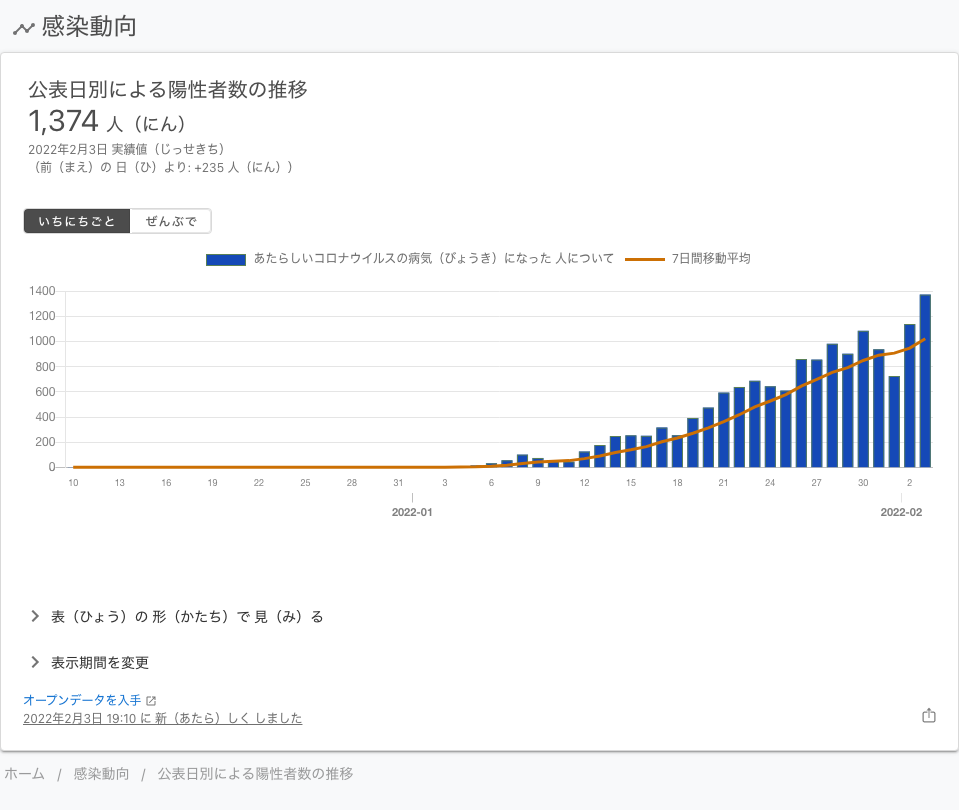 感染動向
公表日別による陽性者数の推移
1,374 人（にん）
2022年2月3日 実績値（じっせきち）
（前（まえ）の 日（ひ）より: +235 人（にん））
いちにちごと ぜんぶで
あたらしいコロナウイルスの病気（びょうき）になった 人について 7日間移動平均
1400
1200
1000
800
600
400
200
0
10 13 16 19 22 25 28 31 3 6 9 12 15 18 21 24 27 30 2
2022-01 2022-02
表（ひょう）の 形（かたち）で 見（み）る
表示期間を変更
オープンデータを入手
2022年2月3日 19:10 に 新（あたら）しく しました
ホーム / 感染動向 / 公表日別による陽性者数の推移